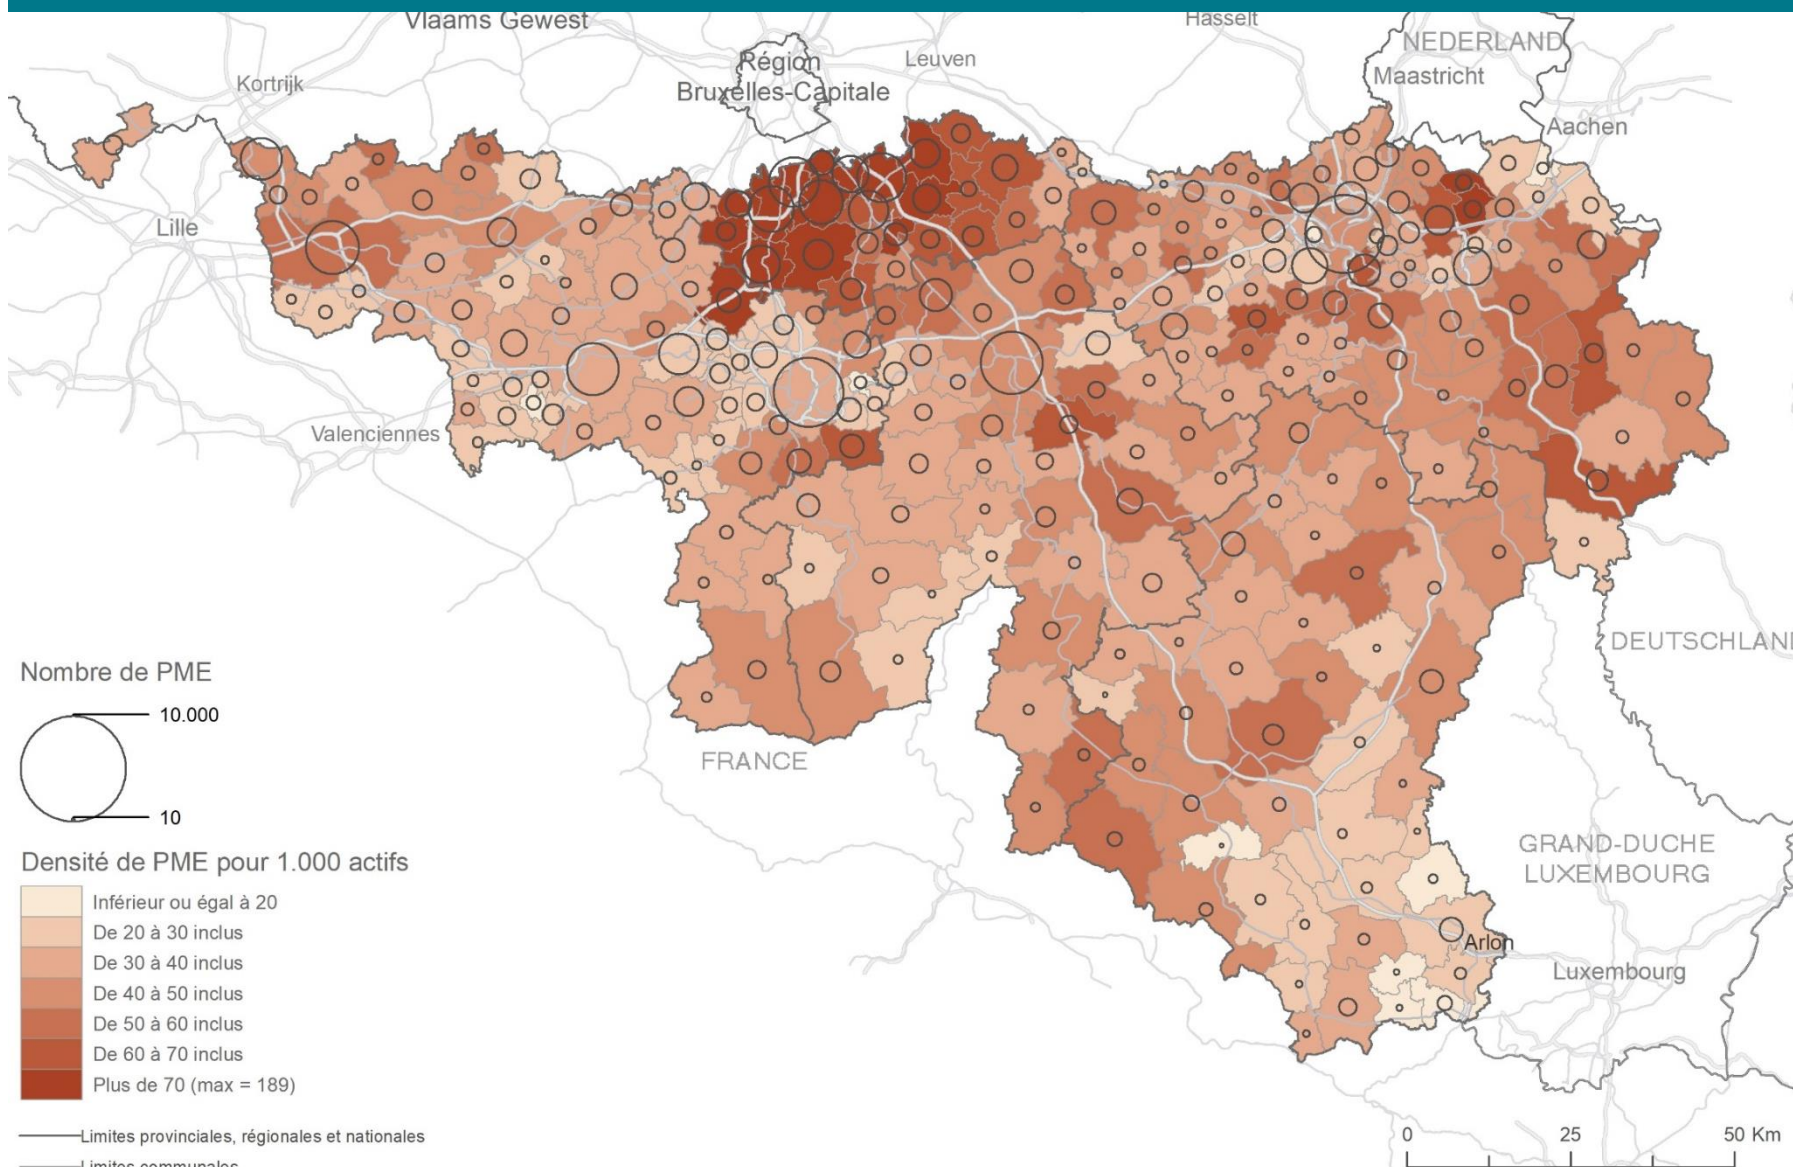 Vlaams Gewest
Hasselt
NEDERLAND
Région
Bruxelles-Capitale
Leuven
Maastricht
Kortrijk
Aachen
Lille
Valenciennes
DEUTSCHLAND
FRANCE
GRAND-DUCHE
LUXEMBOURG
Arlon
Luxembourg
Nombre de PME
10.000
10
Densité de PME pour 1.000 actifs
Inférieur ou égal à 20
De 20 à 30 inclus
De 30 à 40 inclus
De 40 à 50 inclus
De 50 à 60 inclus
De 60 à 70 inclus
Plus de 70 (max = 189)
Limites provinciales, régionales et nationales
Limites communales
0 25 50 Km